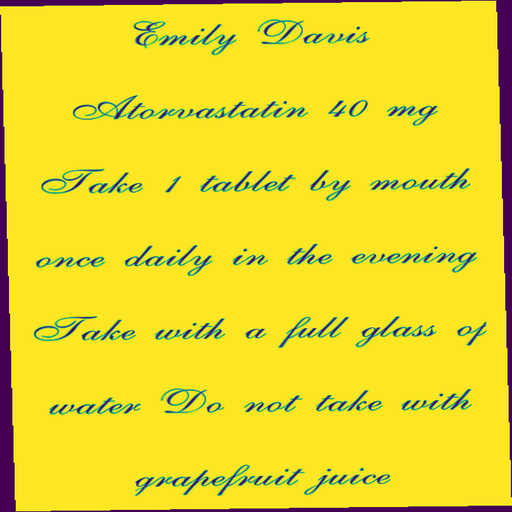 Emily Davis
Atorvastatin 40 mg
Take 1 tablet by mouth
once daily in the evening
Take with a full glass of
water Do not take with
grapefruit juice